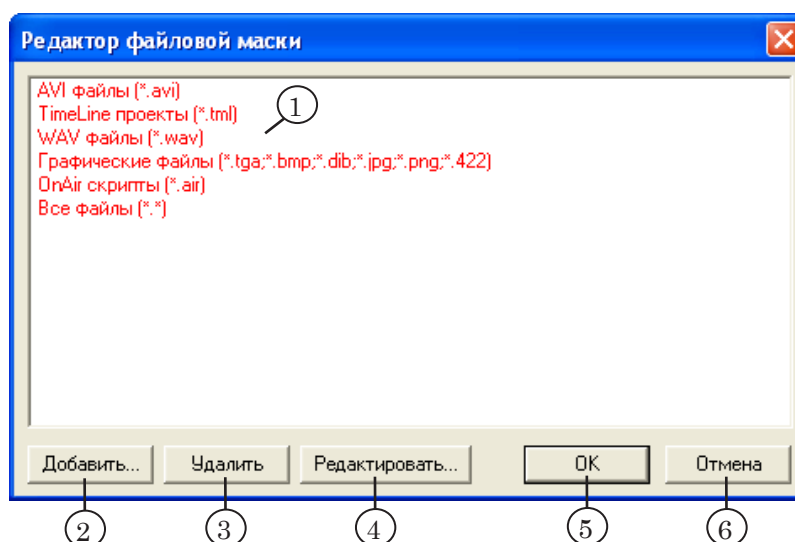 Редактор файловой маски
AVI файлы (*.avi)
TimeLine проекты (*.tml)
WAV файлы (*.wav)
Графические файлы (*.tga;*.bmp;*.dib;*.jpg;*.png;*.422)
OnAir скрипты (*.air)
Все файлы (*.*)
1
Добавить... Удалить Редактировать... OK Отмена
2 3 4 5 6